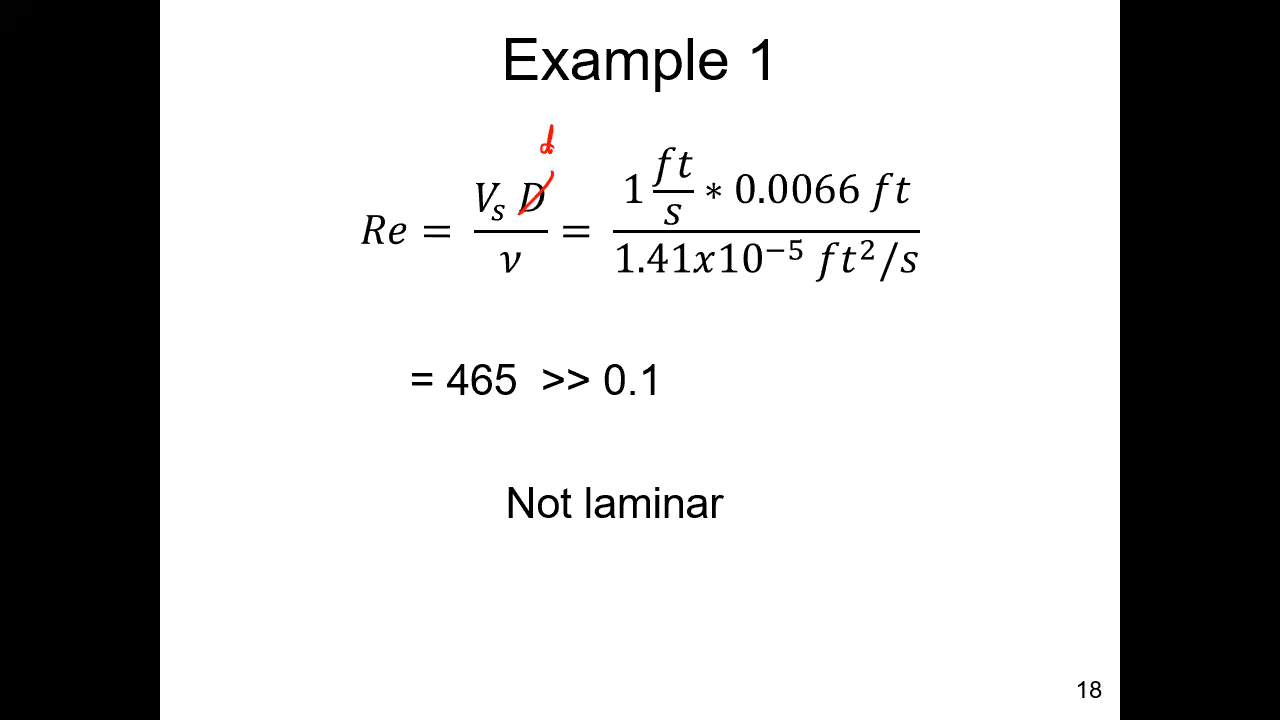 Example 1
d
Re = V_s D / ν = 1 ft/s * 0.0066 ft / 1.41x10^−5 ft^2/s
= 465 >> 0.1
Not laminar
18